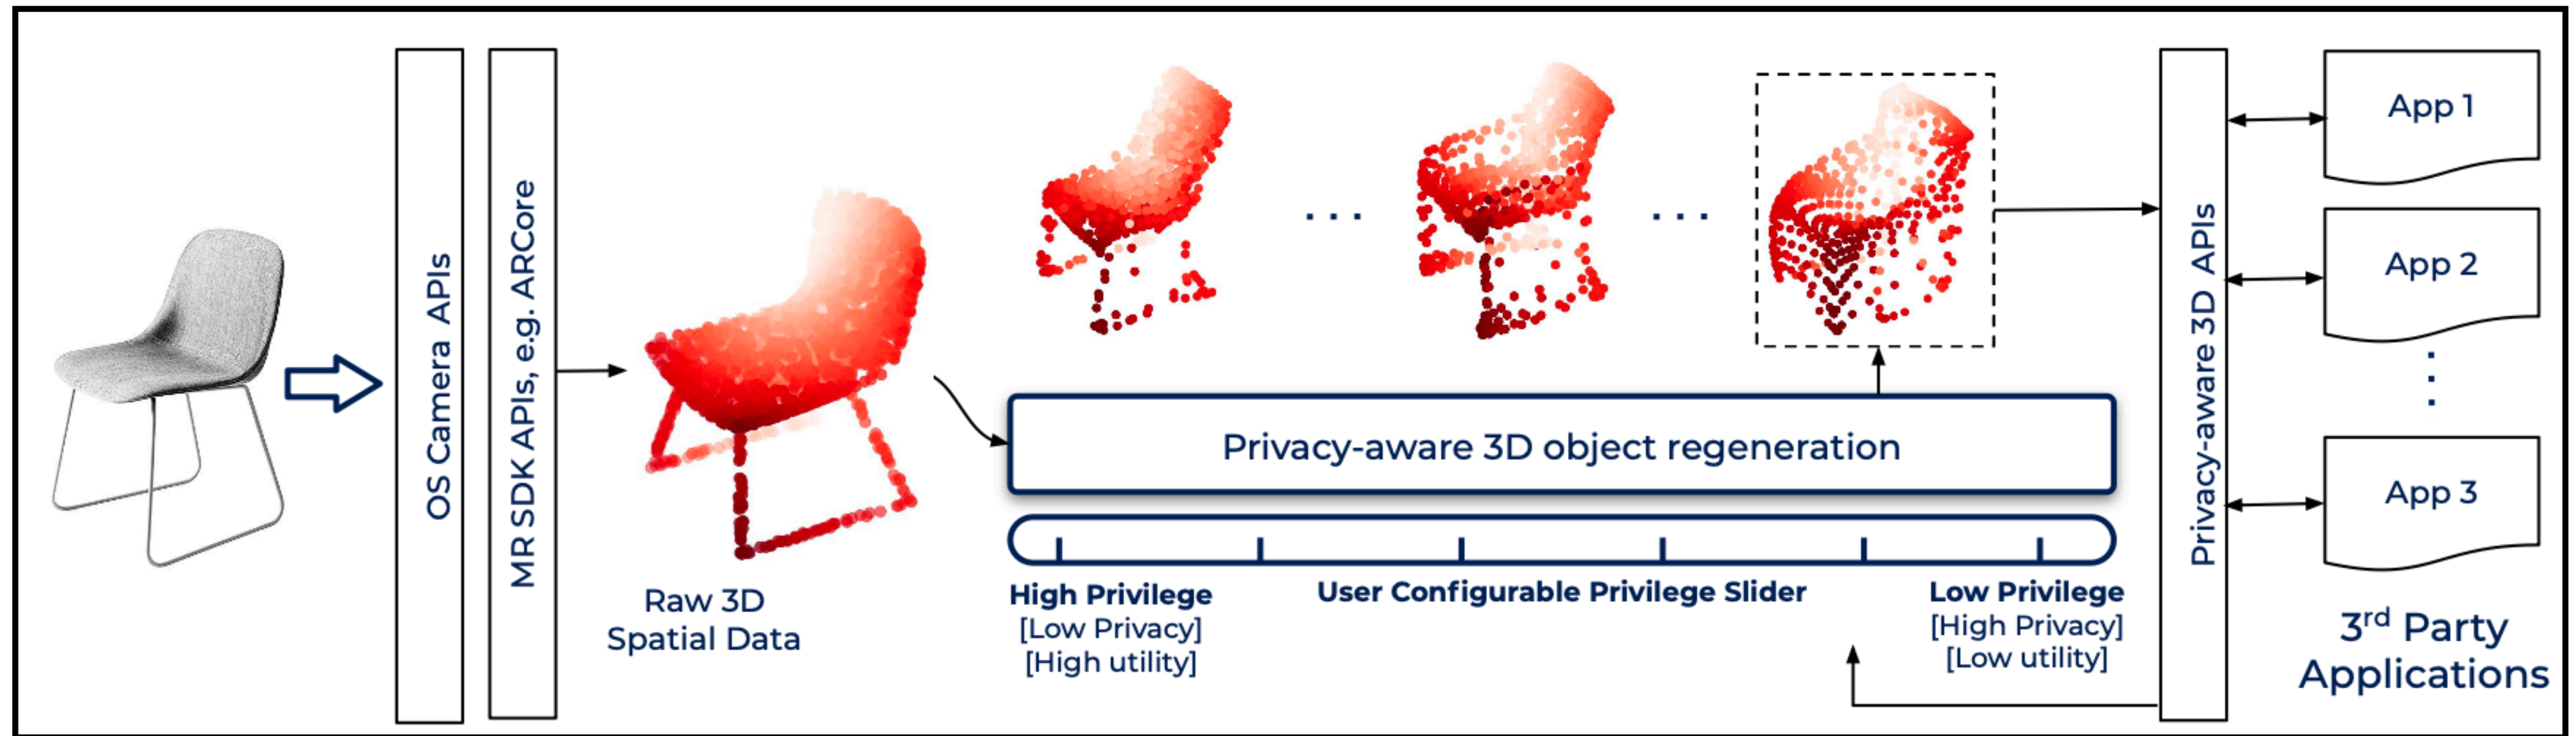 OS Camera APIs
MR SDK APIs, e.g. ARCore
Raw 3D
Spatial Data
. . .
. . .
Privacy-aware 3D object regeneration
High Privilege
[Low Privacy]
[High utility]
User Configurable Privilege Slider
Low Privilege
[High Privacy]
[Low utility]
Privacy-aware 3D APIs
App 1
App 2
App 3
3rd Party
Applications